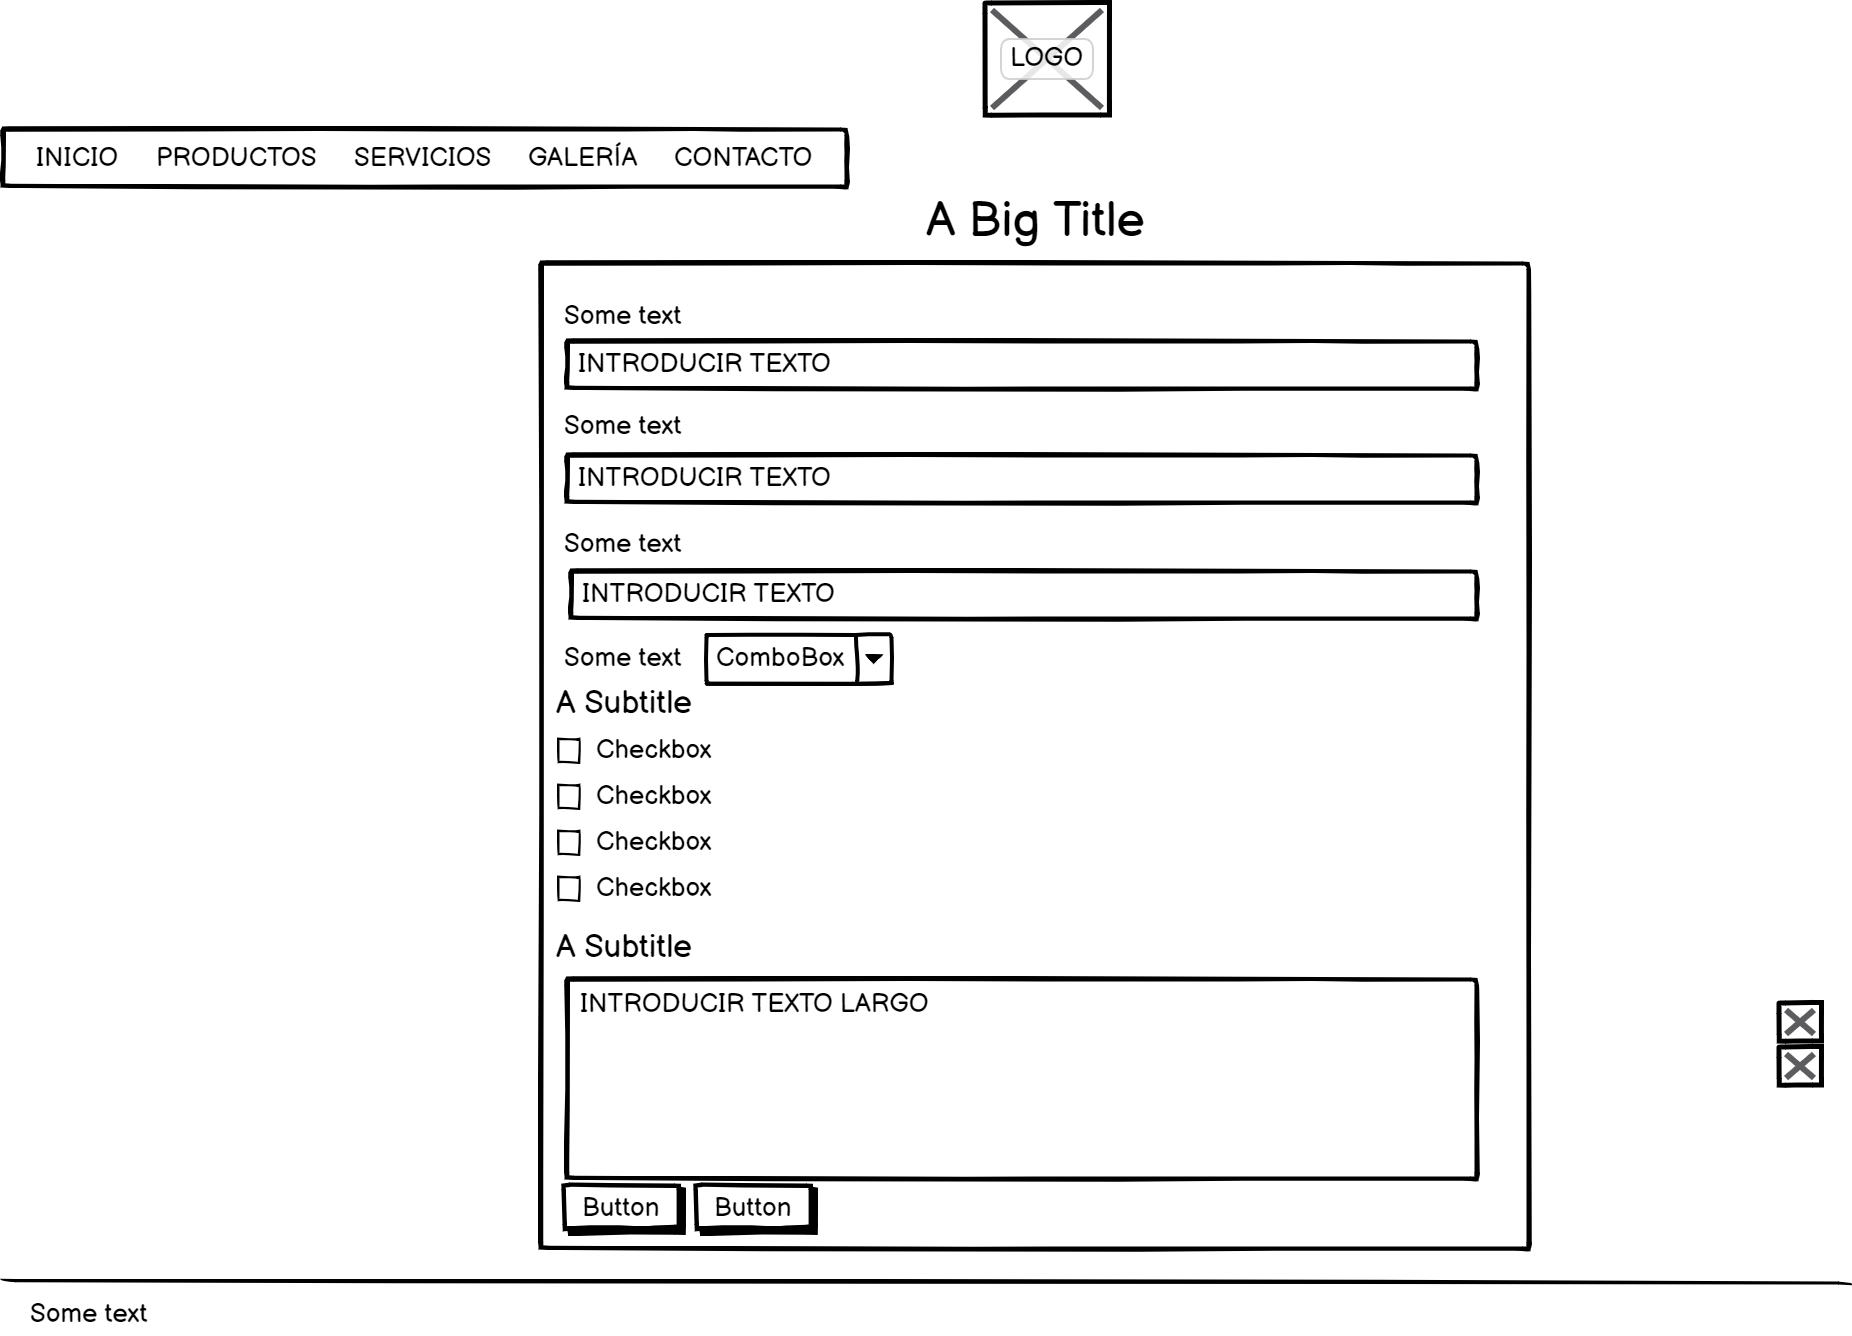 LOGO
INICIO PRODUCTOS SERVICIOS GALERÍA CONTACTO
A Big Title
Some text
INTRODUCIR TEXTO
Some text
INTRODUCIR TEXTO
Some text
INTRODUCIR TEXTO
Some text ComboBox
A Subtitle
Checkbox
Checkbox
Checkbox
Checkbox
A Subtitle
INTRODUCIR TEXTO LARGO
Button Button
Some text